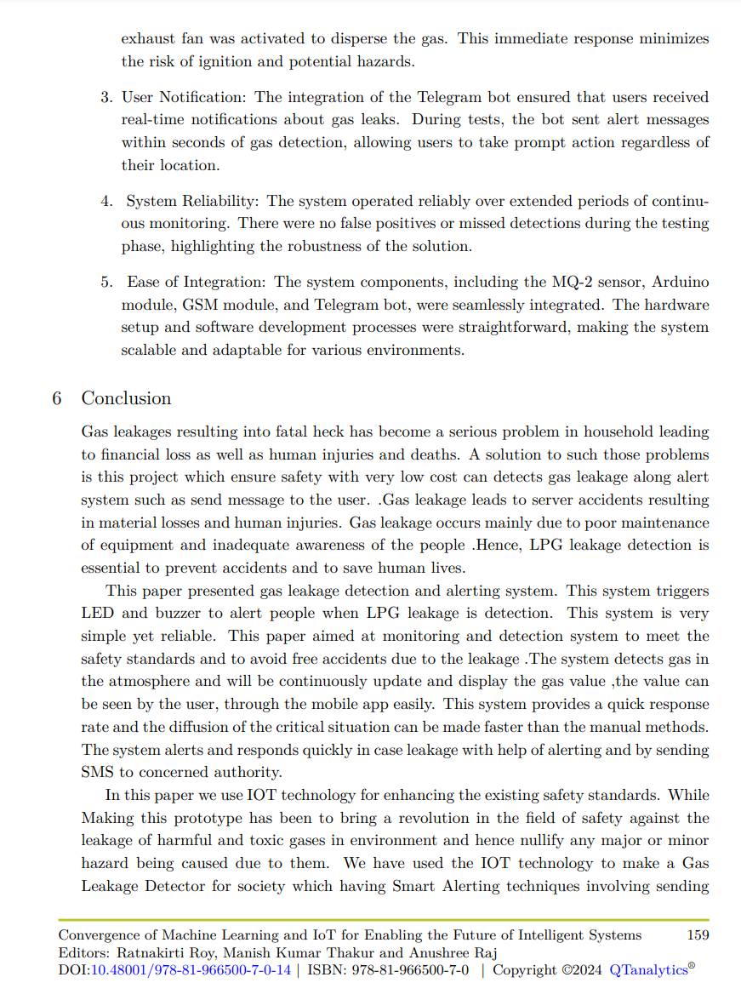 exhaust fan was activated to disperse the gas. This immediate response minimizes
the risk of ignition and potential hazards.
3. User Notification: The integration of the Telegram bot ensured that users received
real-time notifications about gas leaks. During tests, the bot sent alert messages
within seconds of gas detection, allowing users to take prompt action regardless of
their location.
4. System Reliability: The system operated reliably over extended periods of continu-
ous monitoring. There were no false positives or missed detections during the testing
phase, highlighting the robustness of the solution.
5. Ease of Integration: The system components, including the MQ-2 sensor, Arduino
module, GSM module, and Telegram bot, were seamlessly integrated. The hardware
setup and software development processes were straightforward, making the system
scalable and adaptable for various environments.
6 Conclusion
Gas leakages resulting into fatal heck has become a serious problem in household leading
to financial loss as well as human injuries and deaths. A solution to such those problems
is this project which ensure safety with very low cost can detects gas leakage along alert
system such as send message to the user. .Gas leakage leads to server accidents resulting
in material losses and human injuries. Gas leakage occurs mainly due to poor maintenance
of equipment and inadequate awareness of the people .Hence, LPG leakage detection is
essential to prevent accidents and to save human lives.
This paper presented gas leakage detection and alerting system. This system triggers
LED and buzzer to alert people when LPG leakage is detection. This system is very
simple yet reliable. This paper aimed at monitoring and detection system to meet the
safety standards and to avoid free accidents due to the leakage .The system detects gas in
the atmosphere and will be continuously update and display the gas value ,the value can
be seen by the user, through the mobile app easily. This system provides a quick response
rate and the diffusion of the critical situation can be made faster than the manual methods.
The system alerts and responds quickly in case leakage with help of alerting and by sending
SMS to concerned authority.
In this paper we use IOT technology for enhancing the existing safety standards. While
Making this prototype has been to bring a revolution in the field of safety against the
leakage of harmful and toxic gases in environment and hence nullify any major or minor
hazard being caused due to them. We have used the IOT technology to make a Gas
Leakage Detector for society which having Smart Alerting techniques involving sending
Convergence of Machine Learning and IoT for Enabling the Future of Intelligent Systems 159
Editors: Ratnakirti Roy, Manish Kumar Thakur and Anushree Raj
DOI:10.48001/978-81-966500-7-0-14 | ISBN: 978-81-966500-7-0 | Copyright ©2024 QTanalytics®